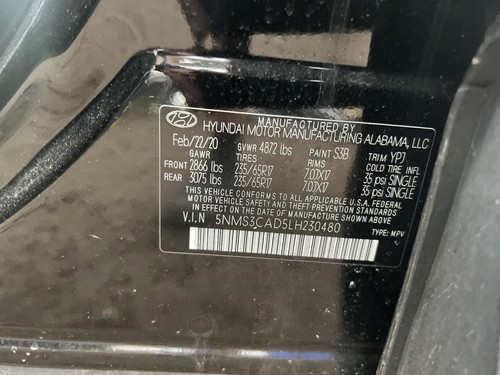 MANUFACTURED BY
HYUNDAI MOTOR MANUFACTURING ALABAMA, LLC
Feb/22/20 GVWR 4872 lbs PAINT S3B TRIM YP7
GAWR TIRES: RIMS COLD TIRE INFL
FRONT 2866 lbs 235/65R17 7.0JX17 35 psi SINGLE
REAR 3075 lbs 235/65R17 7.0JX17 35 psi SINGLE
THIS VEHICLE CONFORMS TO ALL APPLICABLE U.S.A. FEDERAL
MOTOR VEHICLE SAFETY AND THEFT PREVENTION STANDARDS
IN EFFECT ON THE DATE OF MANUFACTURE SHOWN ABOVE
V.I.N 5NMS3CAD5LH230480
TYPE: MPV